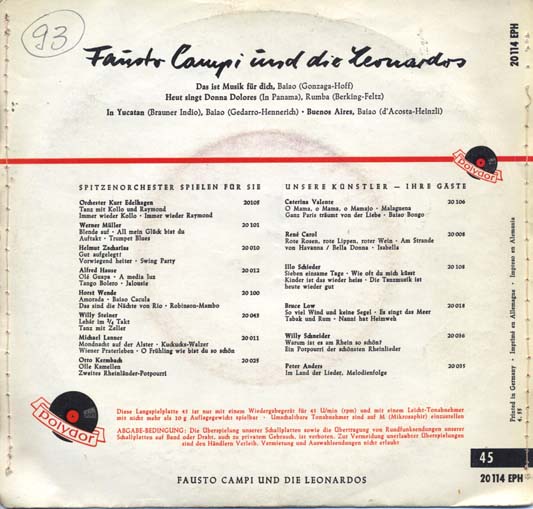 93
Fausto Campi und die Leonardos
20114 EPH
Das ist Musik für dich, Baiao (Gonzaga-Hoff)
Heut singt Donna Dolores (In Panama), Rumba (Berking-Feltz)
In Yucatan (Brauner Indio), Baiao (Gedarro-Hennerich) · Buenos Aires, Baiao (d'Acosta-Heinzli)
Polydor
SPITZENORCHESTER SPIELEN FÜR SIE
Orchester Kurt Edelhagen 20105
Tanz mit Kollo und Raymond
Immer wieder Kollo · Immer wieder Raymond
Werner Müller 20101
Blende auf · All mein Glück bist du
Auftakt · Trumpet Blues
Helmut Zacharias 20010
Gut aufgelegt!
Vorwiegend heiter · Swing Party
Alfred Hause 20012
Olé Guapa · A media luz
Tango Bolero · Jalousie
Horst Wende 20100
Amorada · Baiao Cacula
Das sind die Nächte von Rio · Robinson-Mambo
Willy Steiner 20043
Lehár im ¾ Takt
Tanz mit Zeller
Michael Lanner 20011
Mondnacht auf der Alster · Kuckucks-Walzer
Wiener Praterleben · O Frühling wie bist du so schön
Otto Kermbach 20025
Olle Kamellen
Zweites Rheinländer-Potpourri
UNSERE KÜNSTLER — IHRE GÄSTE
Caterina Valente 20106
O Mama, o Mama, o Mamajo · Malaguena
Ganz Paris träumt von der Liebe · Baiao Bongo
René Carol 20008
Rote Rosen, rote Lippen, roter Wein · Am Strande
von Havanna / Bella Donna · Isabella
Illo Schieder 20108
Sieben einsame Tage · Wie oft du mich küsst
Kindér ist das wieder heiss · Die Tanzmusik ist
heute wieder gut
Bruce Low 20018
So viel Wind und keine Segel · Es singt das Meer
Tabak und Rum · Nanni hat Heimweh
Willy Schneider 20036
Warum ist es am Rhein so schön?
Ein Potpourri der schönsten Rheinlieder
Peter Anders 20035
Im Land der Lieder, Melodienfolge
Printed in Germany · Imprimé en Allemagne · Impreso en Alemania
4. 55
Polydor
Diese Langspielplatte 45 ist nur mit einem Wiedergabegerät für 45 U/min (rpm) und mit einem Leicht-Tonabnehmer
mit nicht mehr als 10 g Auflagegewicht spielbar · Umschaltbare Tonabnehmer sind auf M (Mikrosaphir) einzustellen
ABGABE-BEDINGUNG: Die Überspielung unserer Schallplatten sowie die Übertragung von Rundfunksendungen unserer
Schallplatten auf Band oder Draht, auch zu privatem Gebrauch, ist verboten. Zur Vermeidung unerlaubter Überspielungen
sind den Händlern Verleih, Vermietung und Auswahlsendungen nicht erlaubt
45
FAUSTO CAMPI UND DIE LEONARDOS
20114 EPH